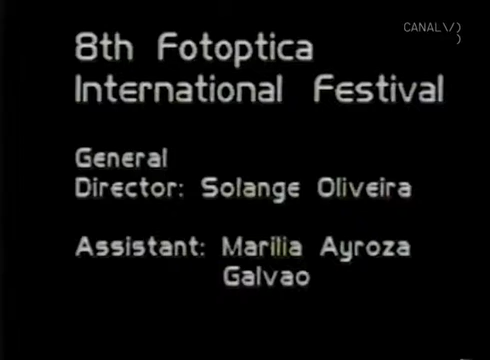 CANAL\/))
8th Fotoptica
International Festival
General
Director: Solange Oliveira
Assistant: Marilia Ayroza
Galvao